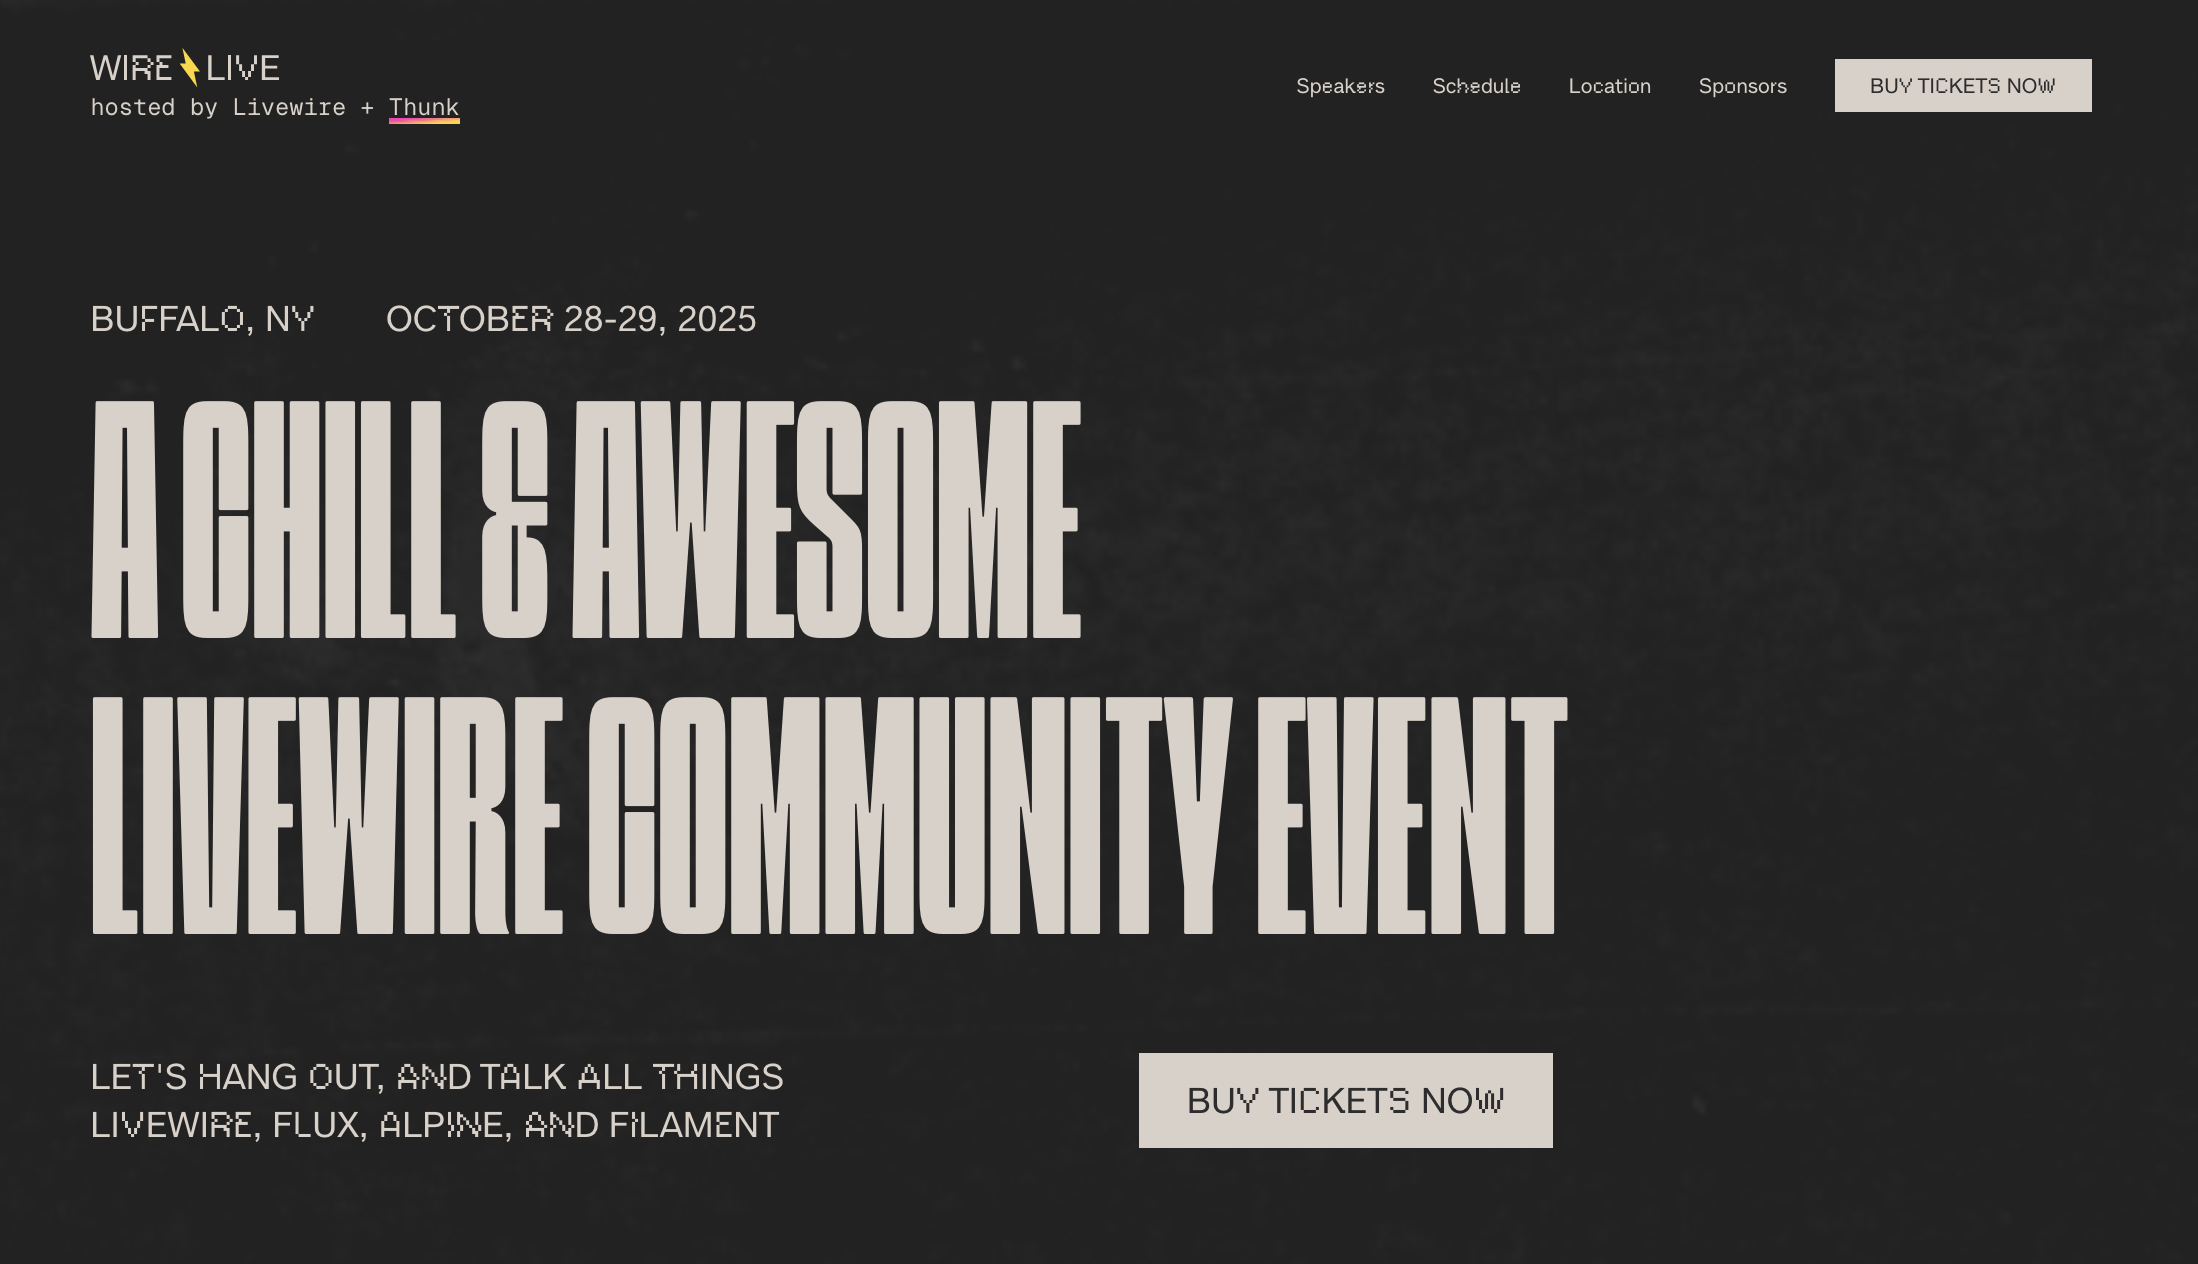 WIRE⚡LIVE
hosted by Livewire + Thunk
Speakers Schedule Location Sponsors BUY TICKETS NOW
BUFFALO, NY OCTOBER 28-29, 2025
A CHILL & AWESOME
LIVEWIRE COMMUNITY EVENT
LET'S HANG OUT, AND TALK ALL THINGS
LIVEWIRE, FLUX, ALPINE, AND FILAMENT
BUY TICKETS NOW